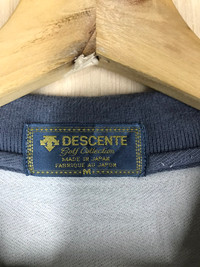 DESCENTE
Golf Collection
MADE IN JAPAN
FABRIQUÉ AU JAPON
M